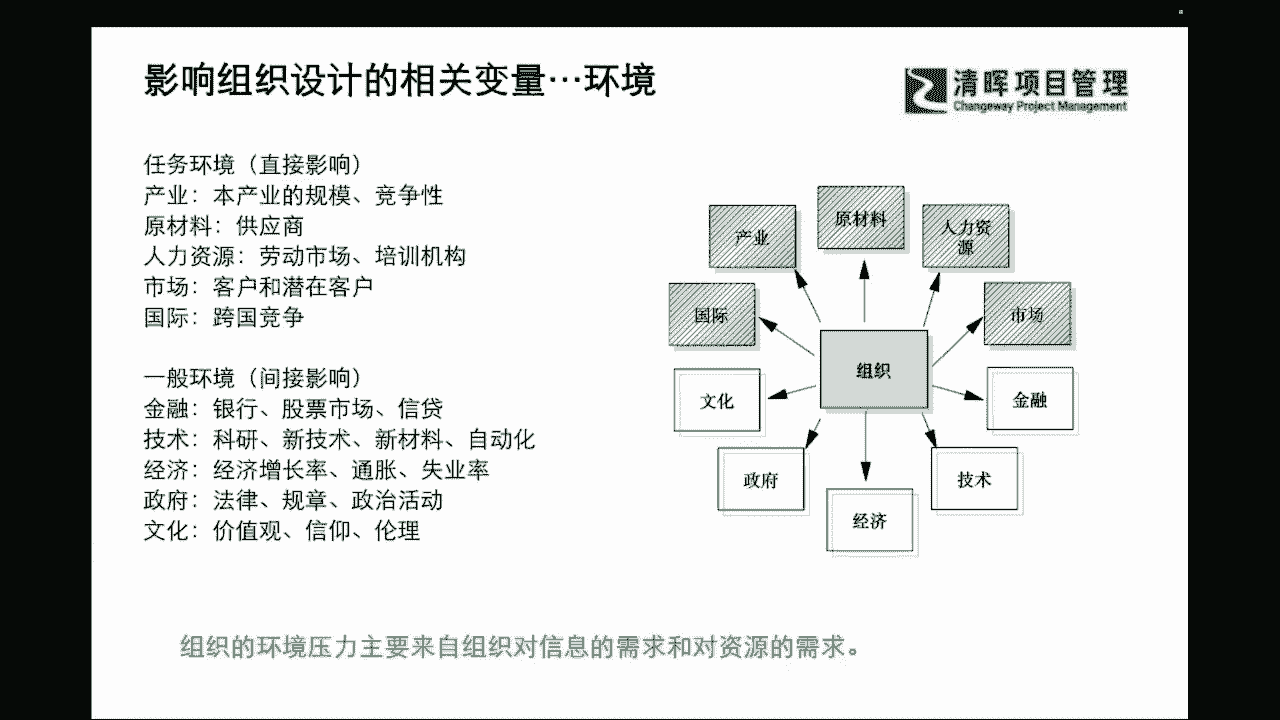 影响组织设计的相关变量…环境
清晖项目管理
Changeway Project Management
任务环境（直接影响）
产业：本产业的规模、竞争性
原材料：供应商
人力资源：劳动市场、培训机构
市场：客户和潜在客户
国际：跨国竞争
一般环境（间接影响）
金融：银行、股票市场、信贷
技术：科研、新技术、新材料、自动化
经济：经济增长率、通胀、失业率
政府：法律、规章、政治活动
文化：价值观、信仰、伦理
产业
原材料
人力资
源
国际
市场
组织
文化
金融
政府
技术
经济
组织的环境压力主要来自组织对信息的需求和对资源的需求。